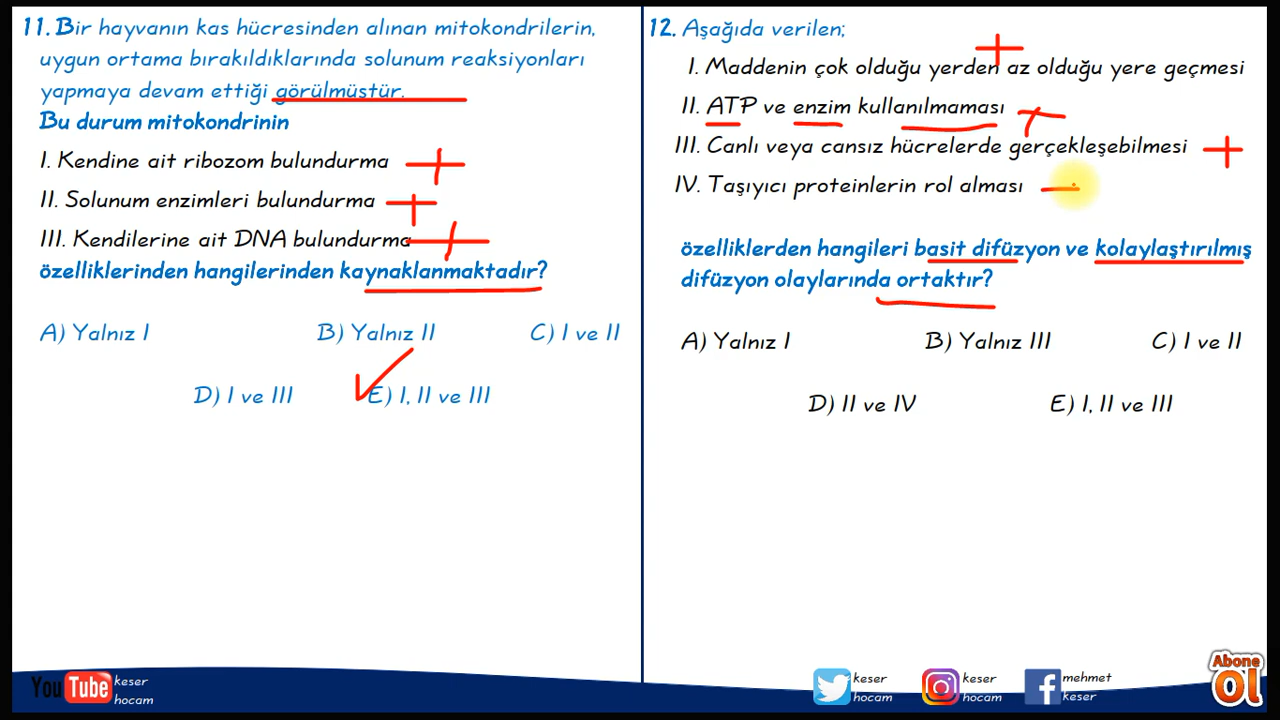 11. Bir hayvanın kas hücresinden alınan mitokondrilerin,
uygun ortama bırakıldıklarında solunum reaksiyonları
yapmaya devam ettiği görülmüştür.
Bu durum mitokondrinin
I. Kendine ait ribozom bulundurma
II. Solunum enzimleri bulundurma
III. Kendilerine ait DNA bulundurma
özelliklerinden hangilerinden kaynaklanmaktadır?
A) Yalnız I
B) Yalnız II
C) I ve II
D) I ve III
E) I, II ve III
12. Aşağıda verilen;
I. Maddenin çok olduğu yerden az olduğu yere geçmesi
II. ATP ve enzim kullanılmaması
III. Canlı veya cansız hücrelerde gerçekleşebilmesi
IV. Taşıyıcı proteinlerin rol alması
özelliklerden hangileri basit difüzyon ve kolaylaştırılmış
difüzyon olaylarında ortaktır?
A) Yalnız I
B) Yalnız III
C) I ve II
D) II ve IV
E) I, II ve III
YouTube
keser
hocam
keser
hocam
keser
hocam
mehmet
keser
Abone
ol